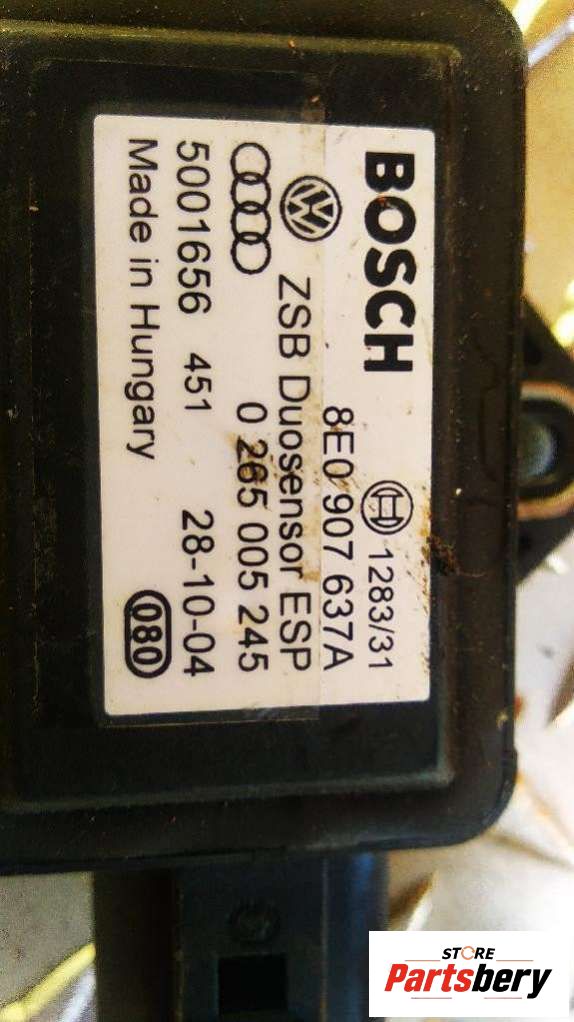 BOSCH
1283/31
8E0 907 637A
ZSB Duosensor ESP
0 265 005 245
5001656 451 28-10-04
Made in Hungary 080
STORE
Partsbery